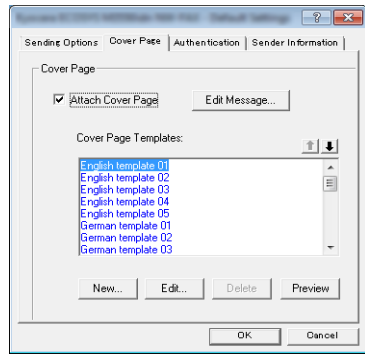 Sending Options Cover Page Authentication Sender Information
Cover Page
Attach Cover Page Edit Message...
Cover Page Templates:
English template 01
English template 02
English template 03
English template 04
English template 05
German template 01
German template 02
German template 03
New... Edit... Delete Preview
OK Cancel